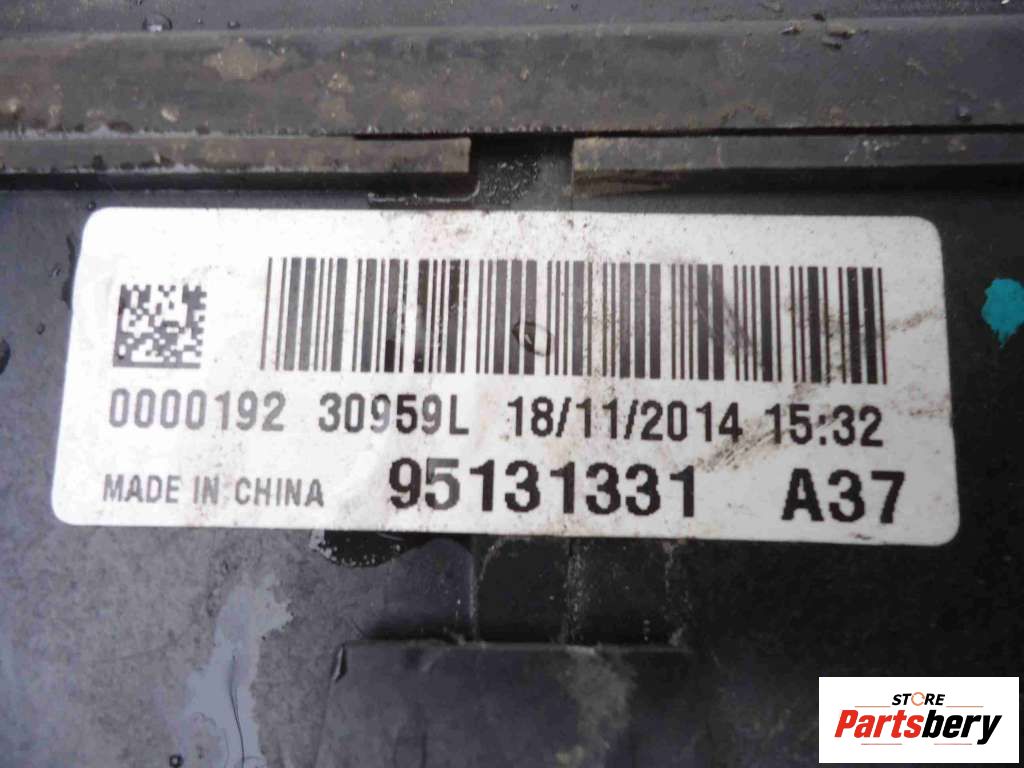 0000192 30959L 18/11/2014 15:32
MADE IN CHINA 95131331 A37
STORE
Partsbery